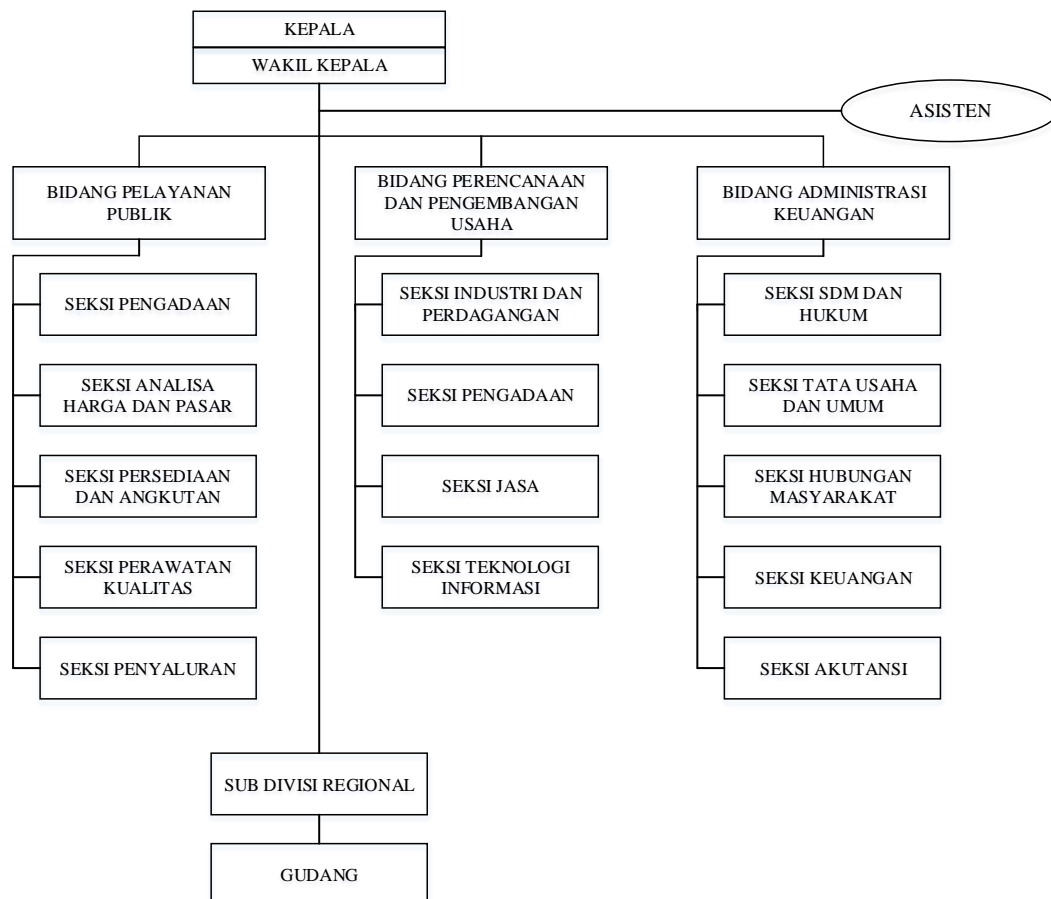 KEPALA
WAKIL KEPALA
ASISTEN
BIDANG PELAYANAN
PUBLIK
BIDANG PERENCANAAN
DAN PENGEMBANGAN
USAHA
BIDANG ADMINISTRASI
KEUANGAN
SEKSI PENGADAAN
SEKSI ANALISA
HARGA DAN PASAR
SEKSI PERSEDIAAN
DAN ANGKUTAN
SEKSI PERAWATAN
KUALITAS
SEKSI PENYALURAN
SEKSI INDUSTRI DAN
PERDAGANGAN
SEKSI PENGADAAN
SEKSI JASA
SEKSI TEKNOLOGI
INFORMASI
SEKSI SDM DAN
HUKUM
SEKSI TATA USAHA
DAN UMUM
SEKSI HUBUNGAN
MASYARAKAT
SEKSI KEUANGAN
SEKSI AKUTANSI
SUB DIVISI REGIONAL
GUDANG